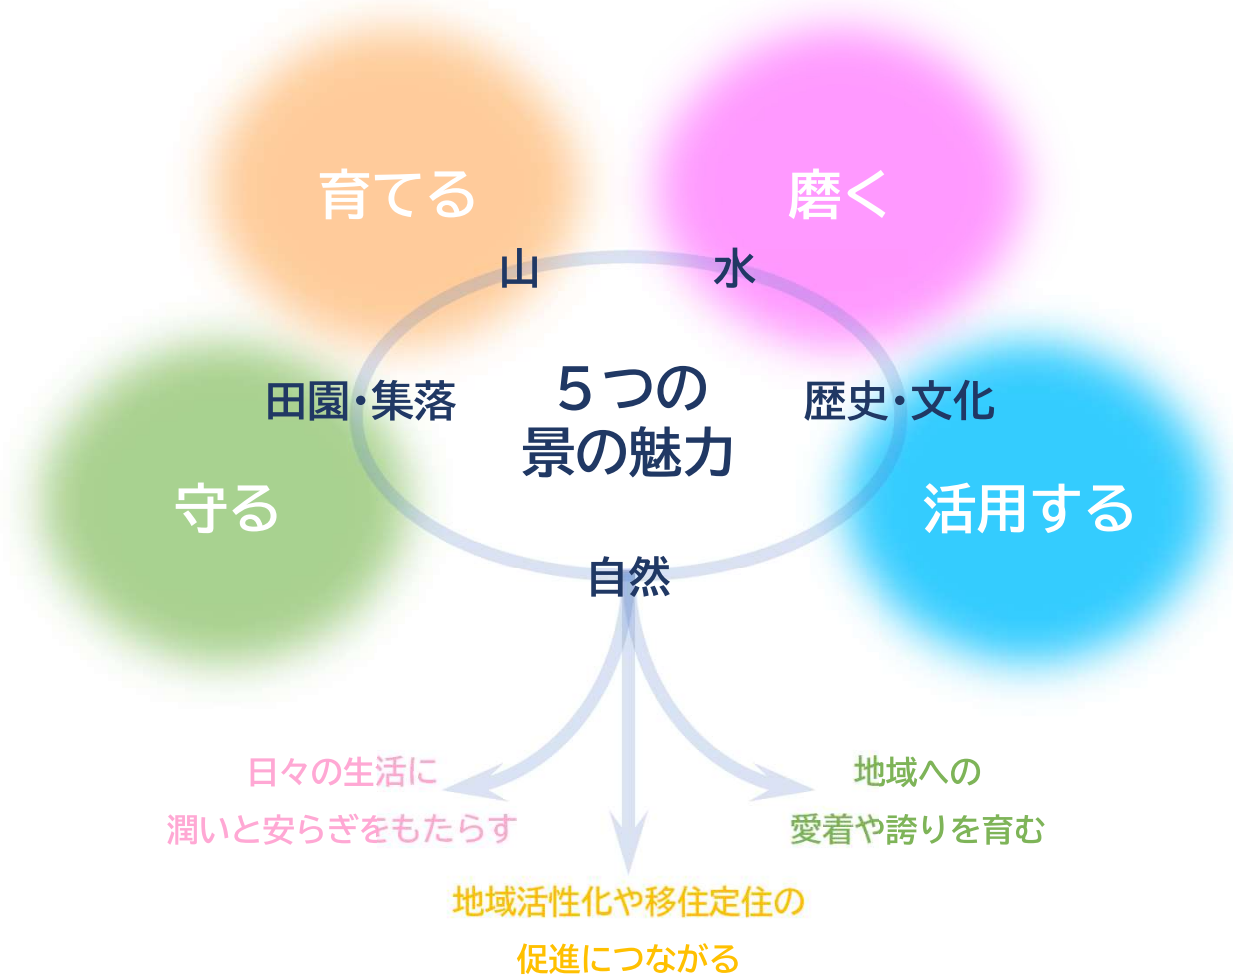 育てる
磨く
山
水
５つの
景の魅力
田園･集落
歴史･文化
守る
活用する
自然
日々の生活に
潤いと安らぎをもたらす
地域への
愛着や誇りを育む
地域活性化や移住定住の
促進につながる